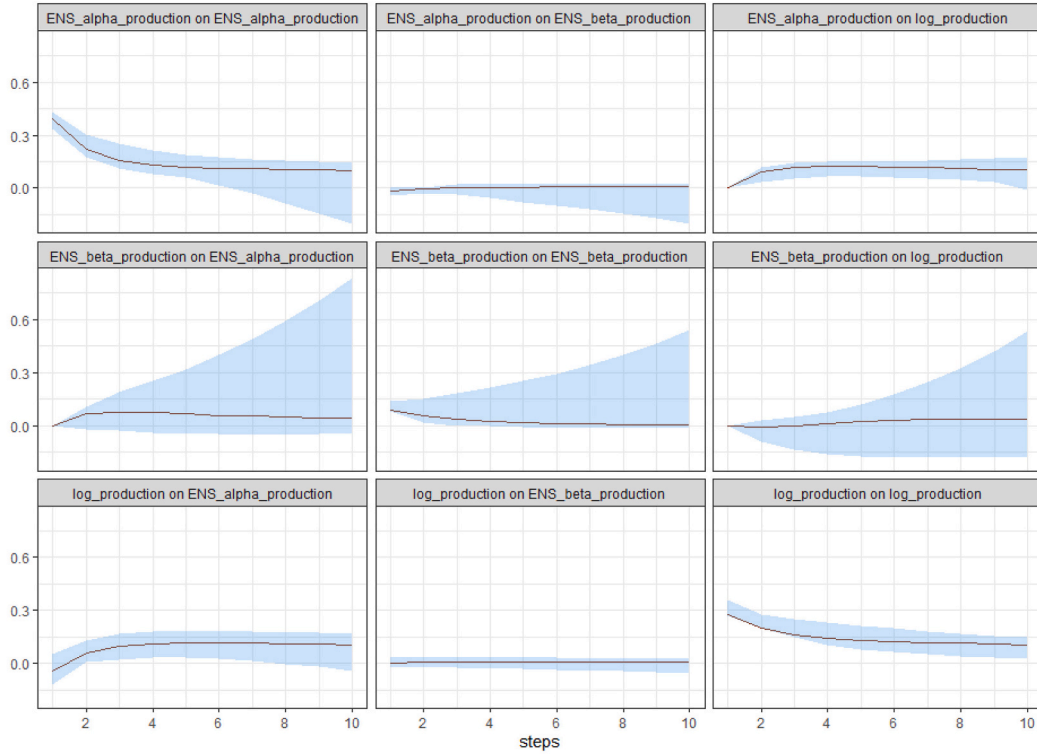 ENS_alpha_production on ENS_alpha_production
ENS_alpha_production on ENS_beta_production
ENS_alpha_production on log_production
0.6
0.3
0.0
ENS_beta_production on ENS_alpha_production
ENS_beta_production on ENS_beta_production
ENS_beta_production on log_production
0.6
0.3
0.0
log_production on ENS_alpha_production
log_production on ENS_beta_production
log_production on log_production
0.6
0.3
0.0
2 4 6 8 10
2 4 6 8 10
2 4 6 8 10
steps